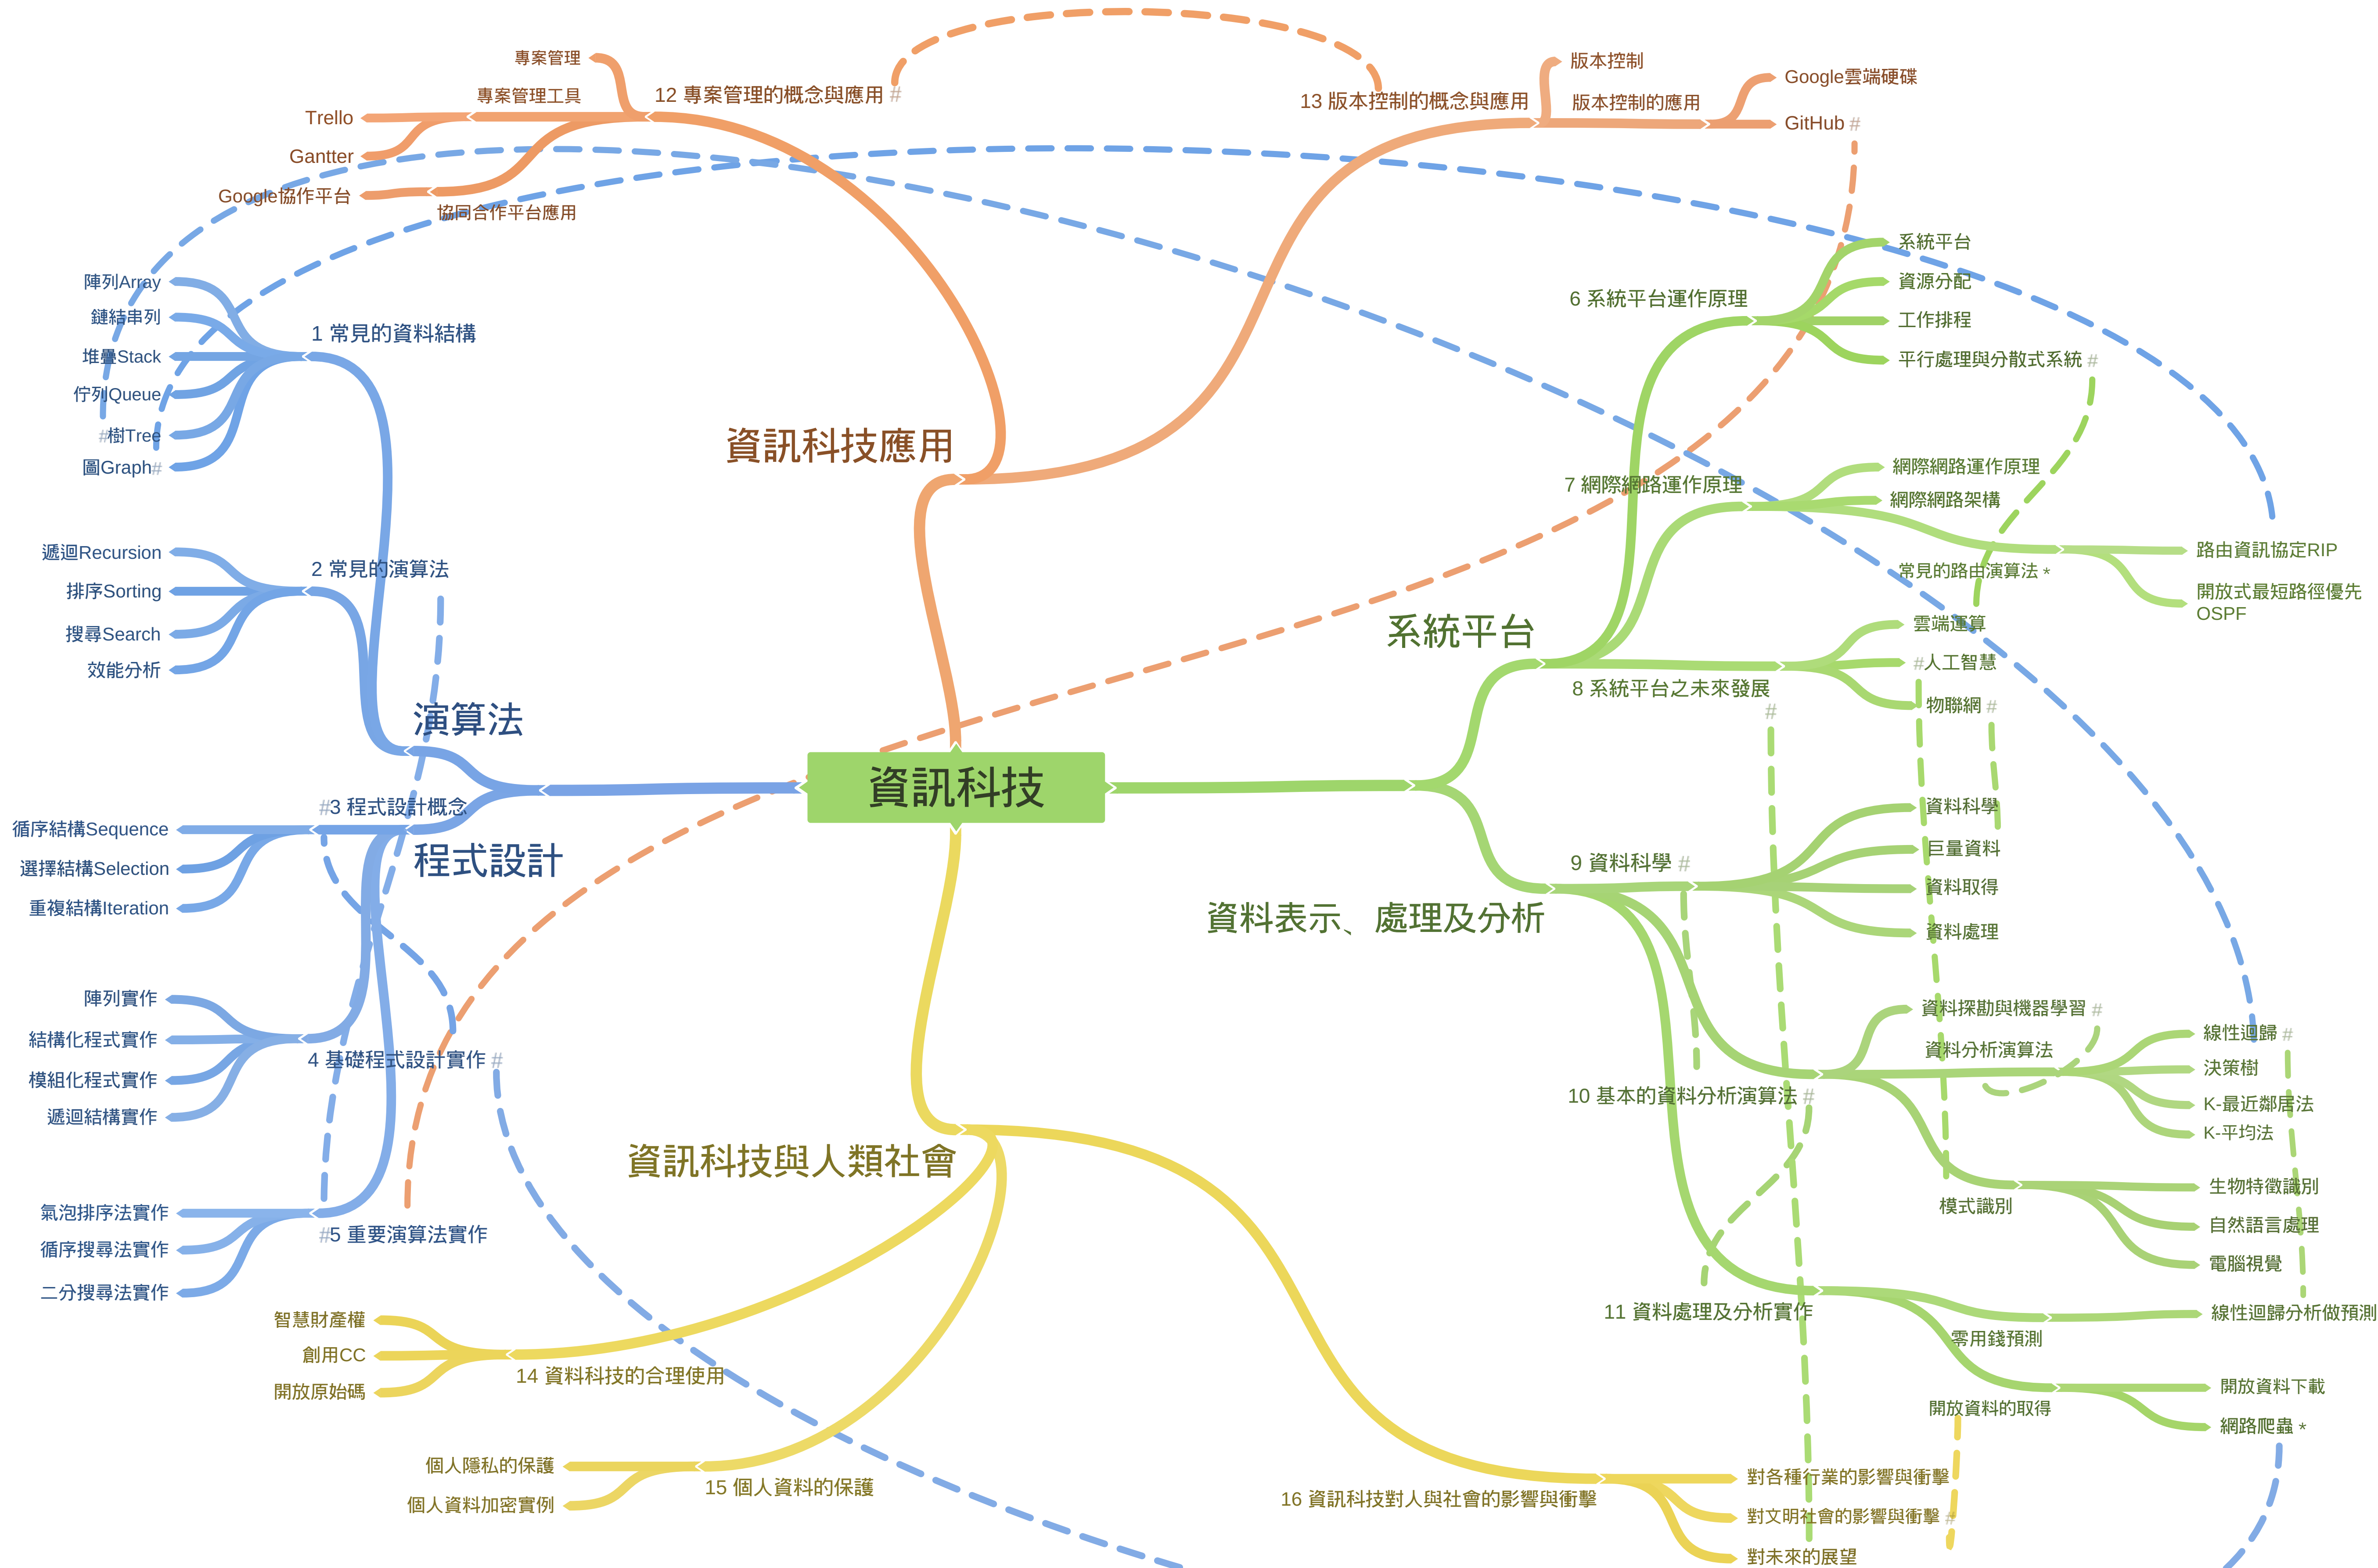 資訊科技
資訊科技應用
12 專案管理的概念與應用 #
專案管理
專案管理工具
Trello
Gantter
Google協作平台
協同合作平台應用
13 版本控制的概念與應用
版本控制
版本控制的應用
Google雲端硬碟
GitHub #
演算法
1 常見的資料結構
陣列Array
鏈結串列
堆疊Stack
佇列Queue
#樹Tree
圖Graph#
2 常見的演算法
遞迴Recursion
排序Sorting
搜尋Search
效能分析
程式設計
#3 程式設計概念
循序結構Sequence
選擇結構Selection
重複結構Iteration
4 基礎程式設計實作 #
陣列實作
結構化程式實作
模組化程式實作
遞迴結構實作
#5 重要演算法實作
氣泡排序法實作
循序搜尋法實作
二分搜尋法實作
系統平台
6 系統平台運作原理
系統平台
資源分配
工作排程
平行處理與分散式系統 #
7 網際網路運作原理
網際網路運作原理
網際網路架構
常見的路由演算法 *
路由資訊協定RIP
開放式最短路徑優先
OSPF
8 系統平台之未來發展
#
雲端運算
#人工智慧
物聯網 #
資料表示、處理及分析
9 資料科學 #
資料科學
巨量資料
資料取得
資料處理
10 基本的資料分析演算法 #
資料探勘與機器學習 #
資料分析演算法
線性迴歸 #
決策樹
K-最近鄰居法
K-平均法
模式識別
生物特徵識別
自然語言處理
電腦視覺
11 資料處理及分析實作
零用錢預測
線性迴歸分析做預測
開放資料的取得
開放資料下載
網路爬蟲 *
資訊科技與人類社會
14 資料科技的合理使用
智慧財產權
創用CC
開放原始碼
15 個人資料的保護
個人隱私的保護
個人資料加密實例
16 資訊科技對人與社會的影響與衝擊
對各種行業的影響與衝擊
對文明社會的影響與衝擊 #
對未來的展望